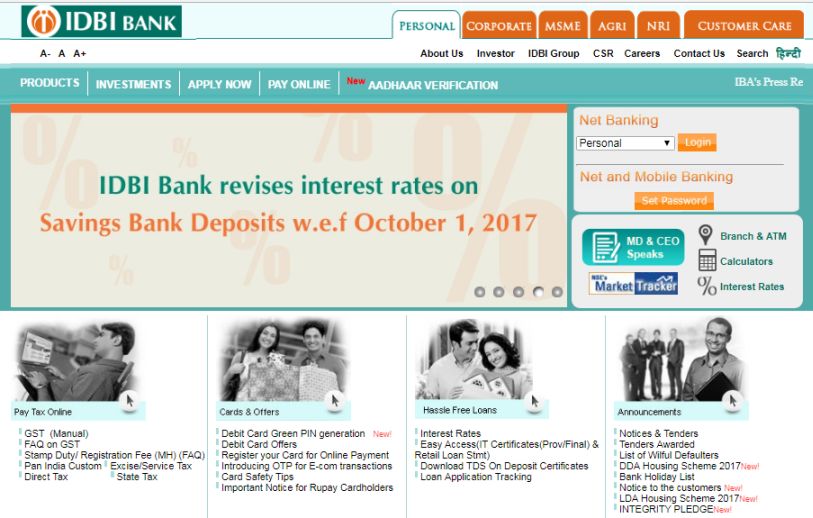 IDBI BANK
PERSONAL CORPORATE MSME AGRI NRI CUSTOMER CARE
A- A A+ About Us Investor IDBI Group CSR Careers Contact Us Search हिन्दी
PRODUCTS INVESTMENTS APPLY NOW PAY ONLINE New AADHAAR VERIFICATION IBA's Press Re
Net Banking
Personal Login
IDBI Bank revises interest rates on
Savings Bank Deposits w.e.f October 1, 2017
Net and Mobile Banking
Set Password
MD & CEO
Speaks
Branch & ATM
Calculators
NSE's
Market Tracker
Interest Rates
Pay Tax Online
GST (Manual)
FAQ on GST
Stamp Duty/ Registration Fee (MH) (FAQ)
Pan India Custom Excise/Service Tax
Direct Tax State Tax
Cards & Offers
Debit Card Green PIN generation New!
Debit Card Offers
Register your Card for Online Payment
Introducing OTP for E-com transactions
Card Safety Tips
Important Notice for Rupay Cardholders
Hassle Free Loans
Interest Rates
Easy Access(IT Certificates(Prov/Final) &
Retail Loan Stmt)
Download TDS On Deposit Certificates
Loan Application Tracking
Announcements
Notices & Tenders
Tenders Awarded
List of Wilful Defaulters
DDA Housing Scheme 2017New!
Bank Holiday List
Notice to the customers New!
LDA Housing Scheme 2017New!
INTEGRITY PLEDGENew!